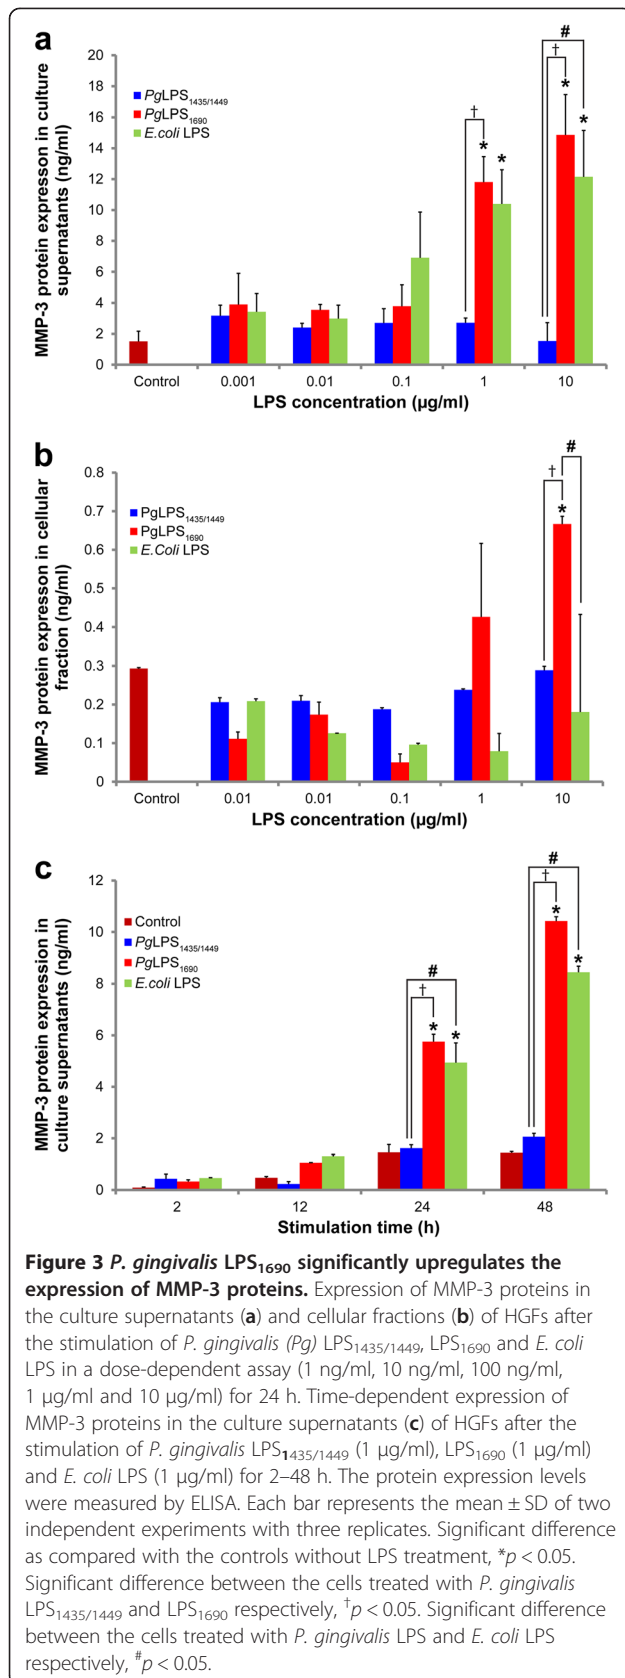 a
#
†
*
*
†
*
*
20
18
16
14
12
10
8
6
4
2
0
MMP-3 protein expresson in culture
supernatants (ng/ml)
PgLPS1435/1449
PgLPS1690
E.coli LPS
Control 0.001 0.01 0.1 1 10
LPS concentration (µg/ml)
b
#
†
*
0.8
0.7
0.6
0.5
0.4
0.3
0.2
0.1
0
MMP-3 protein expression in cellular
fraction (ng/ml)
PgLPS1435/1449
PgLPS1690
E.Coli LPS
Control 0.01 0.01 0.1 1 10
LPS concentration (µg/ml)
c
#
†
*
*
#
†
*
*
12
10
8
6
4
2
0
MMP-3 protein expression in
culture supernatants (ng/ml)
Control
PgLPS1435/1449
PgLPS1690
E.coli LPS
2 12 24 48
Stimulation time (h)
Figure 3 P. gingivalis LPS1690 significantly upregulates the
expression of MMP-3 proteins. Expression of MMP-3 proteins in
the culture supernatants (a) and cellular fractions (b) of HGFs after
the stimulation of P. gingivalis (Pg) LPS1435/1449, LPS1690 and E. coli
LPS in a dose-dependent assay (1 ng/ml, 10 ng/ml, 100 ng/ml,
1 µg/ml and 10 µg/ml) for 24 h. Time-dependent expression of
MMP-3 proteins in the culture supernatants (c) of HGFs after the
stimulation of P. gingivalis LPS1435/1449 (1 µg/ml), LPS1690 (1 µg/ml)
and E. coli LPS (1 µg/ml) for 2–48 h. The protein expression levels
were measured by ELISA. Each bar represents the mean ± SD of two
independent experiments with three replicates. Significant difference
as compared with the controls without LPS treatment, *p < 0.05.
Significant difference between the cells treated with P. gingivalis
LPS1435/1449 and LPS1690 respectively, †p < 0.05. Significant difference
between the cells treated with P. gingivalis LPS and E. coli LPS
respectively, #p < 0.05.